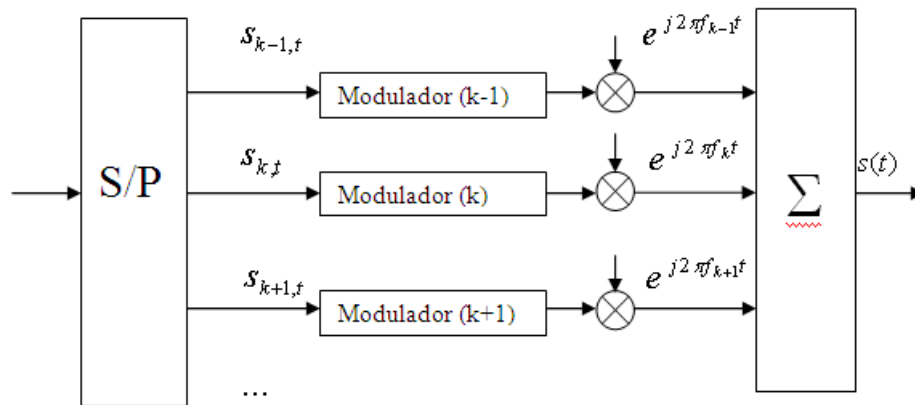 s_{k-1,t}
e^{j2πf_{k-1}t}
Modulador (k-1)
S/P
s_{k,t}
e^{j2πf_k t}
s(t)
Modulador (k)
Σ
s_{k+1,t}
e^{j2πf_{k+1}t}
Modulador (k+1)
...